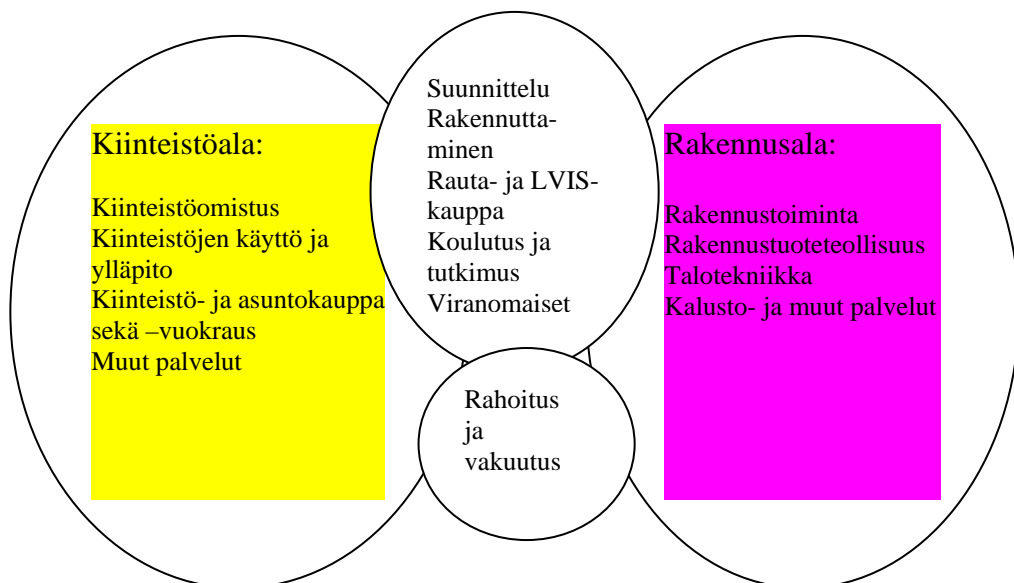 Kiinteistöala:
Kiinteistöomistus
Kiinteistöjen käyttö ja
ylläpito
Kiinteistö- ja asuntokauppa
sekä –vuokraus
Muut palvelut
Suunnittelu
Rakennutta-
minen
Rauta- ja LVIS-
kauppa
Koulutus ja
tutkimus
Viranomaiset
Rahoitus
ja
vakuutus
Rakennusala:
Rakennustoiminta
Rakennustuoteteollisuus
Talotekniikka
Kalusto- ja muut palvelut